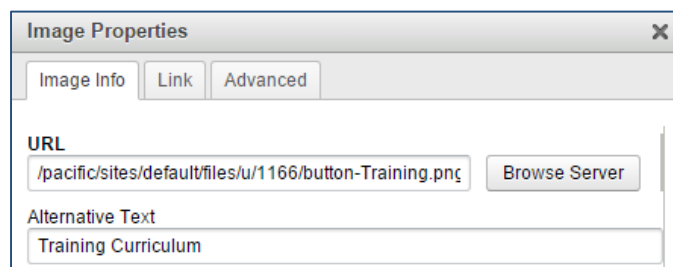 Image Properties
Image Info Link Advanced
URL
/pacific/sites/default/files/u/1166/button-Training.png Browse Server
Alternative Text
Training Curriculum